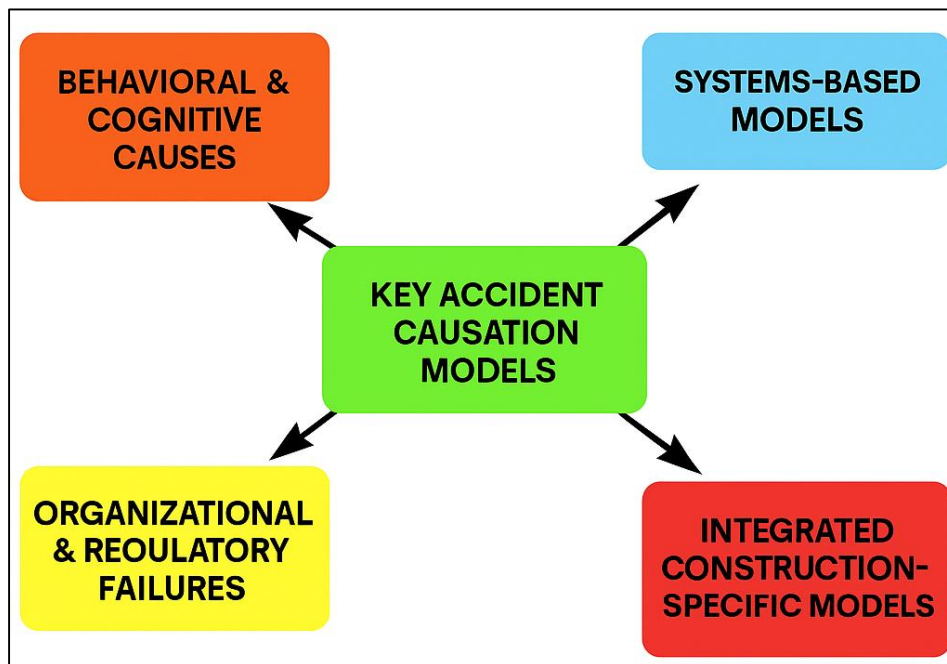 BEHAVIORAL &
COGNITIVE
CAUSES
SYSTEMS-BASED
MODELS
KEY ACCIDENT
CAUSATION
MODELS
ORGANIZATIONAL
& REOULATORY
FAILURES
INTEGRATED
CONSTRUCTION-
SPECIFIC MODELS